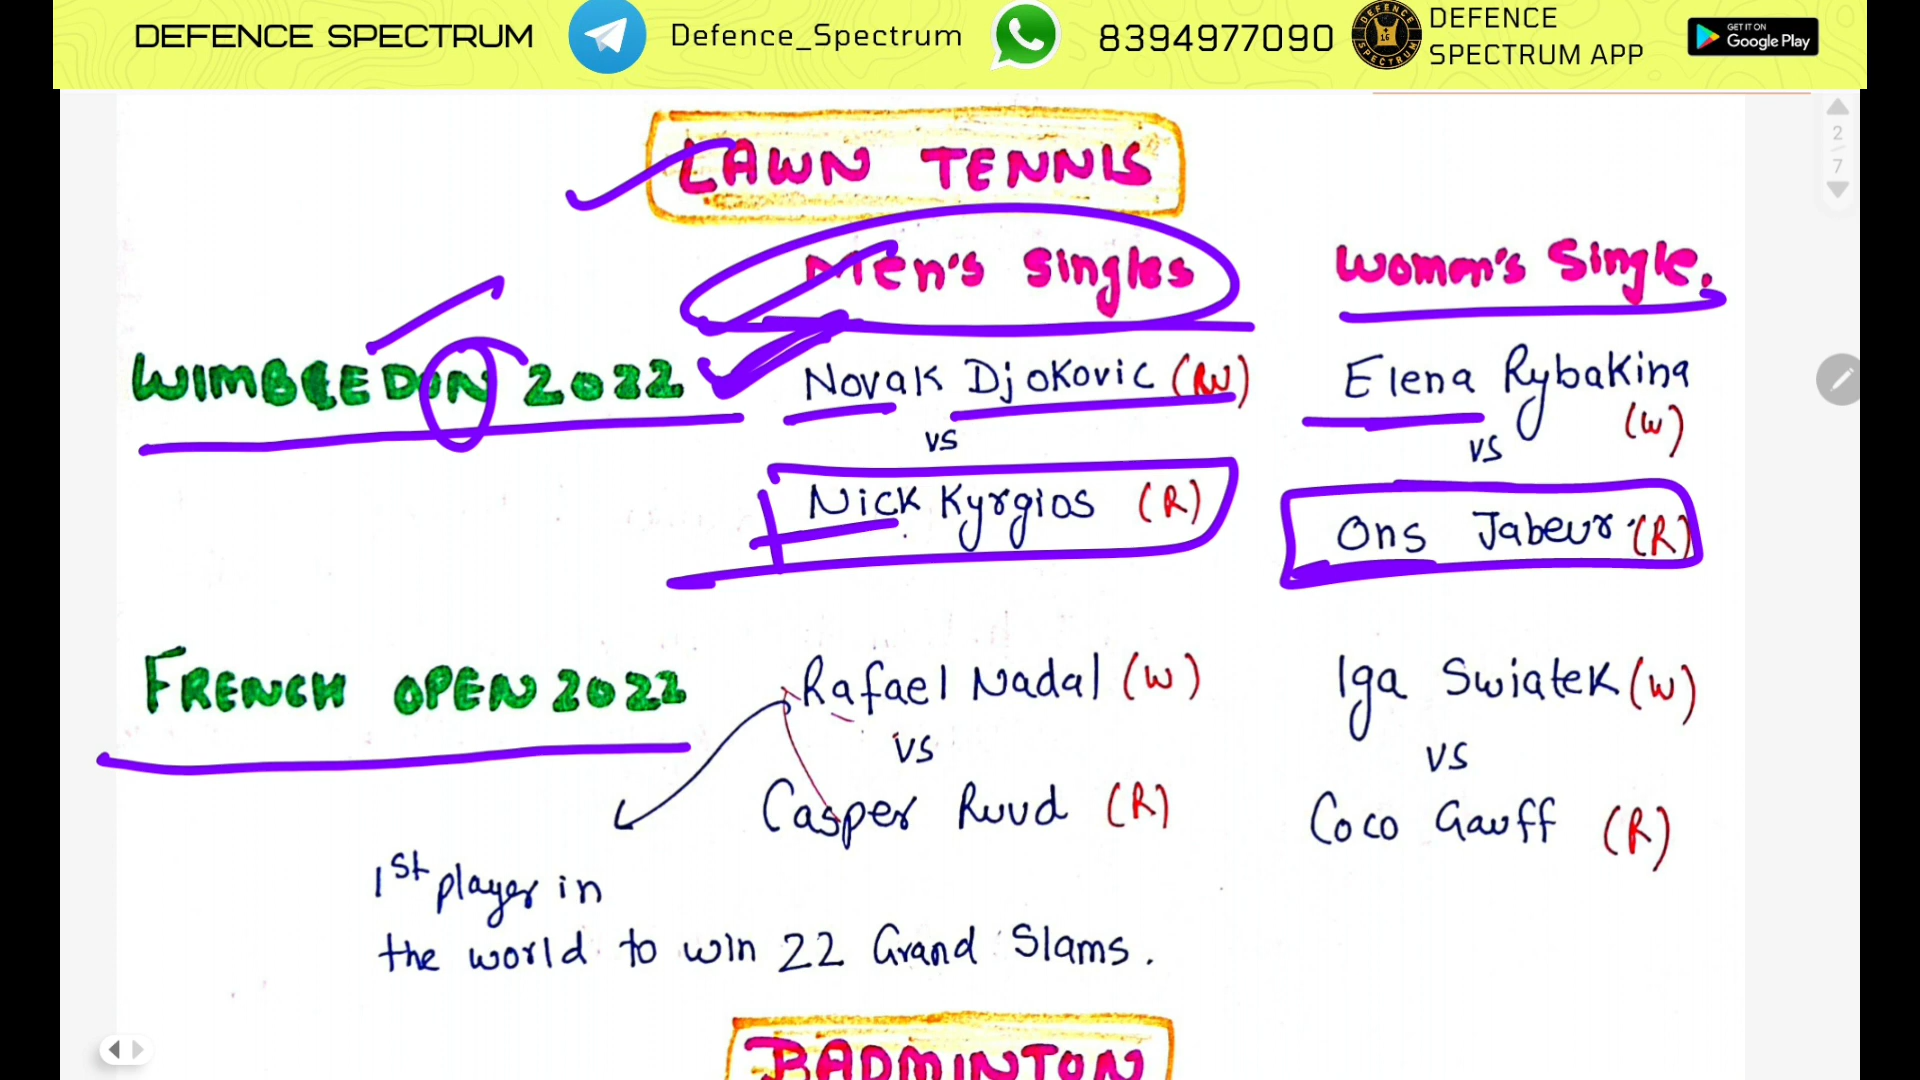 DEFENCE SPECTRUM Defence_Spectrum 8394977090 DEFENCE SPECTRUM APP GET IT ON Google Play
2
7
LAWN TENNIS
Men's Singles Women's Single.
WIMBLEDON 2022 Novak Djokovic (W) Elena Rybakina (W)
vs vs
Nick Kyrgios (R) Ons Jabeur (R)
FRENCH OPEN 2022 Rafael Nadal (W) Iga Swiatek (W)
vs vs
Casper Ruud (R) Coco Gauff (R)
1st player in
the world to win 22 Grand Slams.
BADMINTON